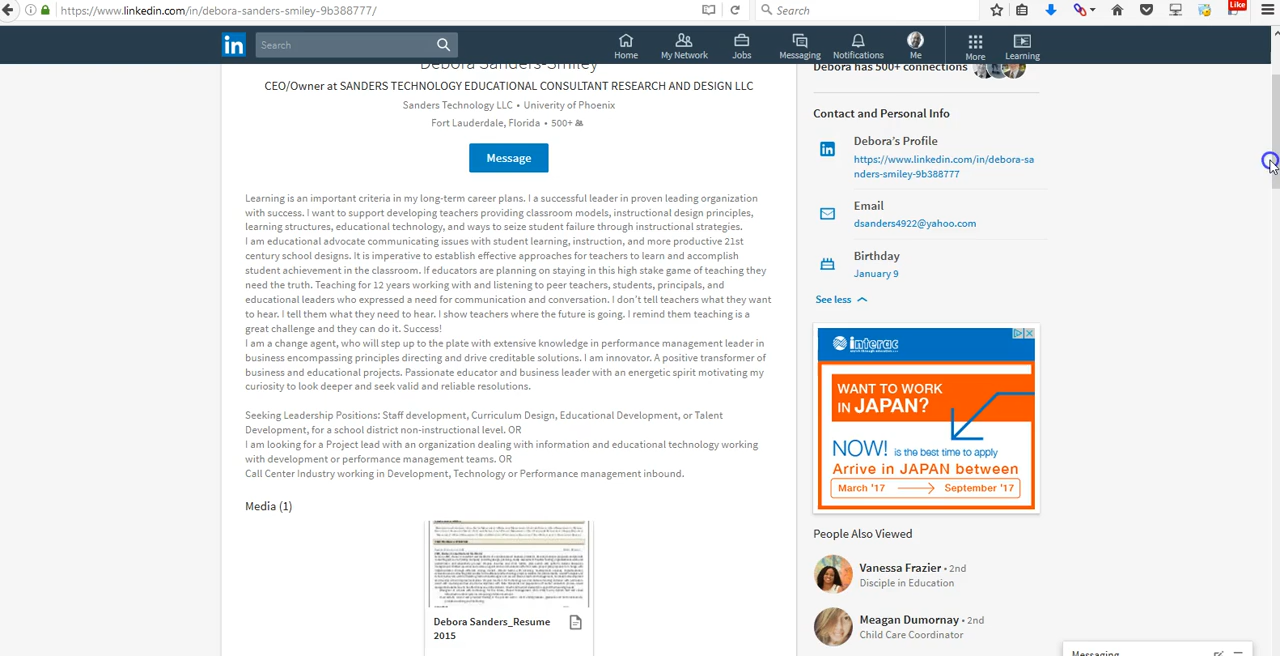 https://www.linkedin.com/in/debora-sanders-smiley-9b388777/
Search
Like
in
Search
Home
My Network
Jobs
Messaging
Notifications
Me
More
Learning
Debora Sanders-Smiley
CEO/Owner at SANDERS TECHNOLOGY EDUCATIONAL CONSULTANT RESEARCH AND DESIGN LLC
Sanders Technology LLC • Univerity of Phoenix
Fort Lauderdale, Florida • 500+
Message
Learning is an important criteria in my long-term career plans. I a successful leader in proven leading organization
with success. I want to support developing teachers providing classroom models, instructional design principles,
learning structures, educational technology, and ways to seize student failure through instructional strategies.
I am educational advocate communicating issues with student learning, instruction, and more productive 21st
century school designs. It is imperative to establish effective approaches for teachers to learn and accomplish
student achievement in the classroom. If educators are planning on staying in this high stake game of teaching they
need the truth. Teaching for 12 years working with and listening to peer teachers, students, principals, and
educational leaders who expressed a need for communication and conversation. I don't tell teachers what they want
to hear. I tell them what they need to hear. I show teachers where the future is going. I remind them teaching is a
great challenge and they can do it. Success!
I am a change agent, who will step up to the plate with extensive knowledge in performance management leader in
business encompassing principles directing and drive creditable solutions. I am innovator. A positive transformer of
business and educational projects. Passionate educator and business leader with an energetic spirit motivating my
curiosity to look deeper and seek valid and reliable resolutions.
Seeking Leadership Positions: Staff development, Curriculum Design, Educational Development, or Talent
Development, for a school district non-instructional level. OR
I am looking for a Project lead with an organization dealing with information and educational technology working
with development or performance management teams. OR
Call Center Industry working in Development, Technology or Performance management inbound.
Media (1)
Debora Sanders_Resume
2015
Debora has 500+ connections
Contact and Personal Info
Debora's Profile
https://www.linkedin.com/in/debora-sa
nders-smiley-9b388777
Email
dsanders4922@yahoo.com
Birthday
January 9
See less
interac
WANT TO WORK
IN JAPAN?
NOW! is the best time to apply
Arrive in JAPAN between
March '17 September '17
People Also Viewed
Vanessa Frazier • 2nd
Disciple in Education
Meagan Dumornay • 2nd
Child Care Coordinator
Messaging